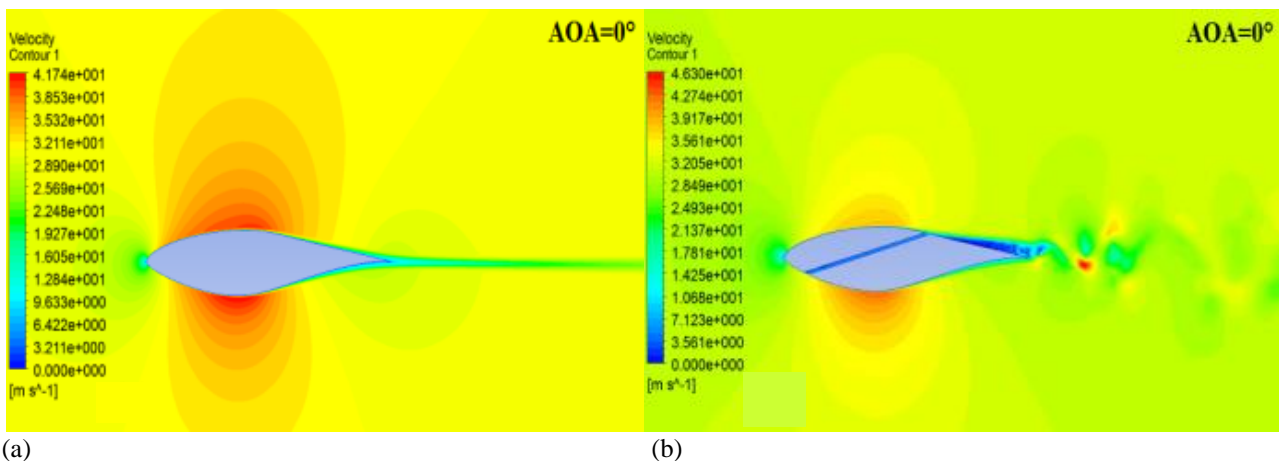 AOA=0°
Velocity
Contour 1
4.174e+001
3.853e+001
3.532e+001
3.211e+001
2.890e+001
2.569e+001
2.248e+001
1.927e+001
1.605e+001
1.284e+001
9.633e+000
6.422e+000
3.211e+000
0.000e+000
[m s^-1]
(a)
AOA=0°
Velocity
Contour 1
4.630e+001
4.274e+001
3.917e+001
3.561e+001
3.205e+001
2.849e+001
2.493e+001
2.137e+001
1.781e+001
1.425e+001
1.068e+001
7.123e+000
3.561e+000
0.000e+000
[m s^-1]
(b)